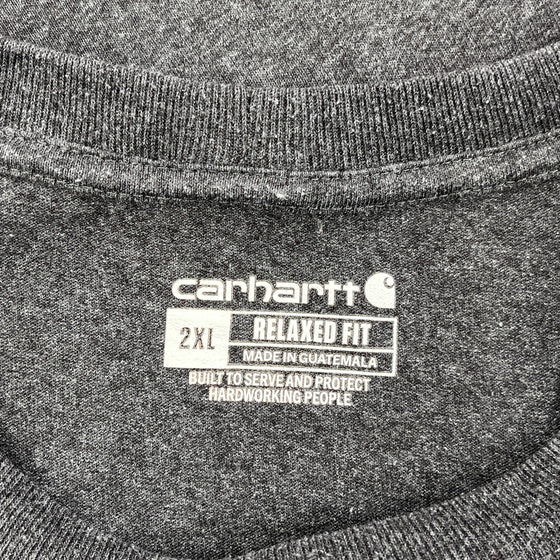 carhartt
2XL
RELAXED FIT
MADE IN GUATEMALA
BUILT TO SERVE AND PROTECT
HARDWORKING PEOPLE